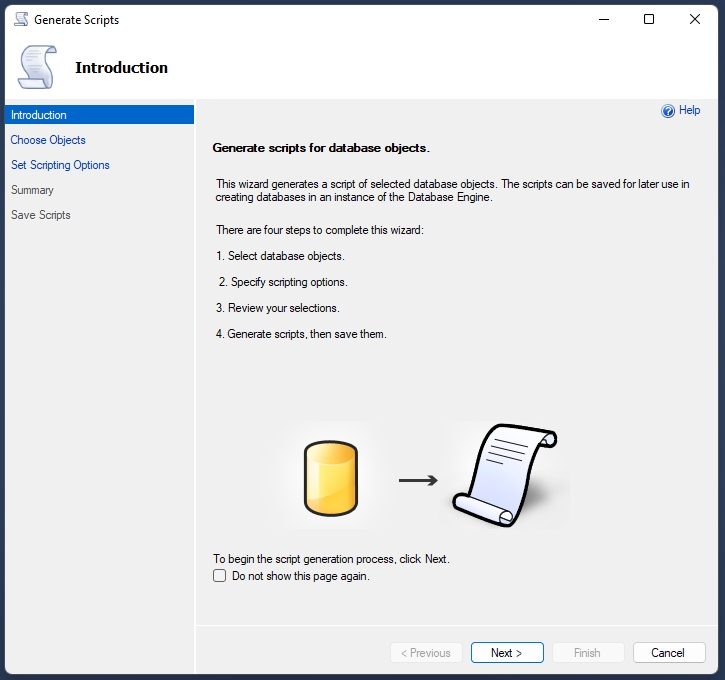 Generate Scripts
Introduction
Introduction
Choose Objects
Set Scripting Options
Summary
Save Scripts
Help
Generate scripts for database objects.
This wizard generates a script of selected database objects. The scripts can be saved for later use in
creating databases in an instance of the Database Engine.
There are four steps to complete this wizard:
1. Select database objects.
2. Specify scripting options.
3. Review your selections.
4. Generate scripts, then save them.
To begin the script generation process, click Next.
Do not show this page again.
< Previous
Next >
Finish
Cancel